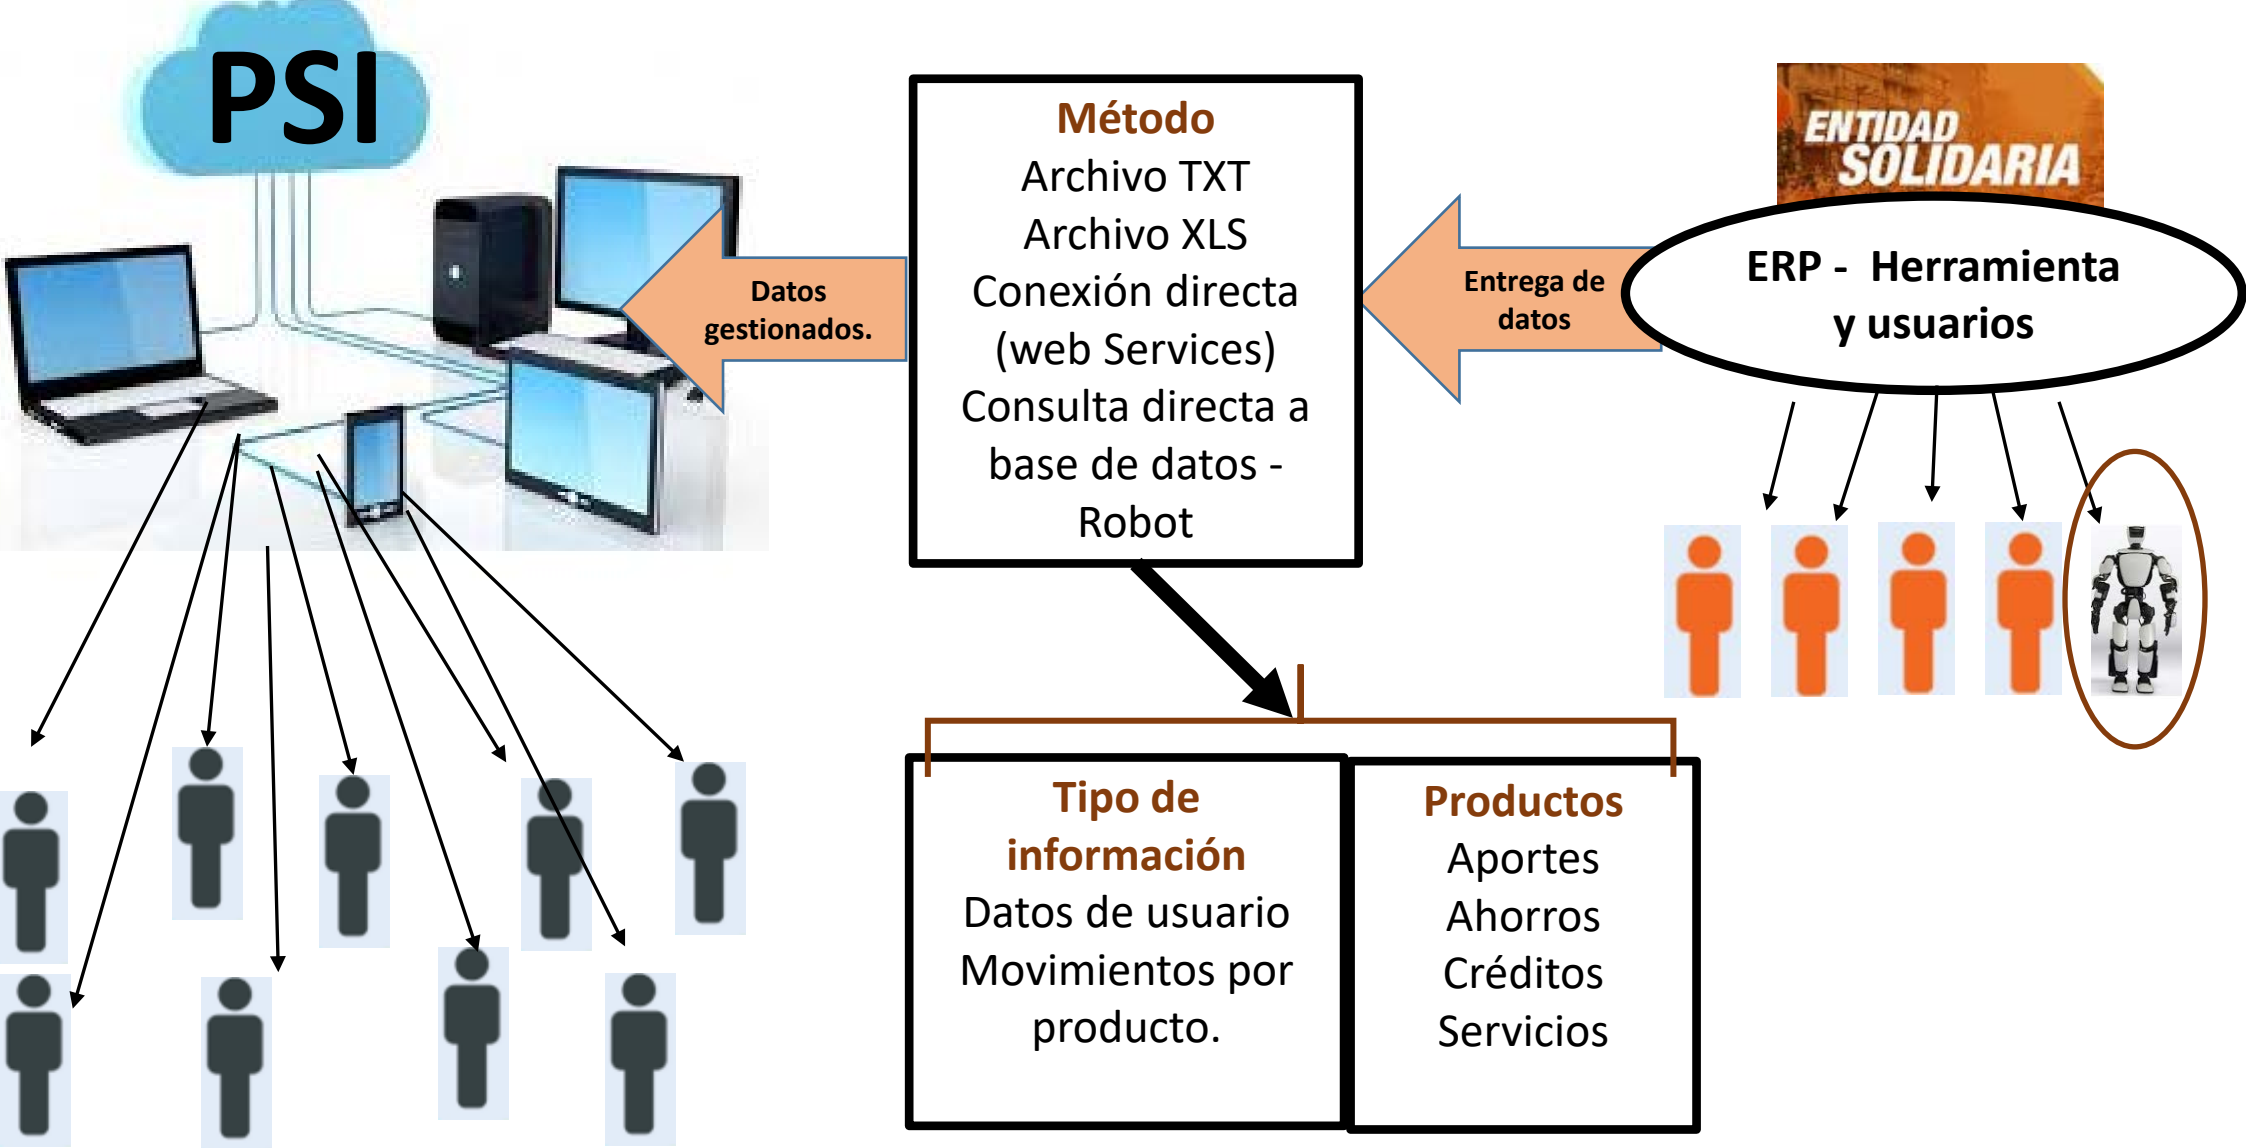 PSI
Método
Archivo TXT
Archivo XLS
Conexión directa
(web Services)
Consulta directa a
base de datos -
Robot
ENTIDAD
SOLIDARIA
ERP -  Herramienta
y usuarios
Entrega de
datos
Datos
gestionados.
Tipo de
información
Datos de usuario
Movimientos por
producto.
Productos
Aportes
Ahorros
Créditos
Servicios